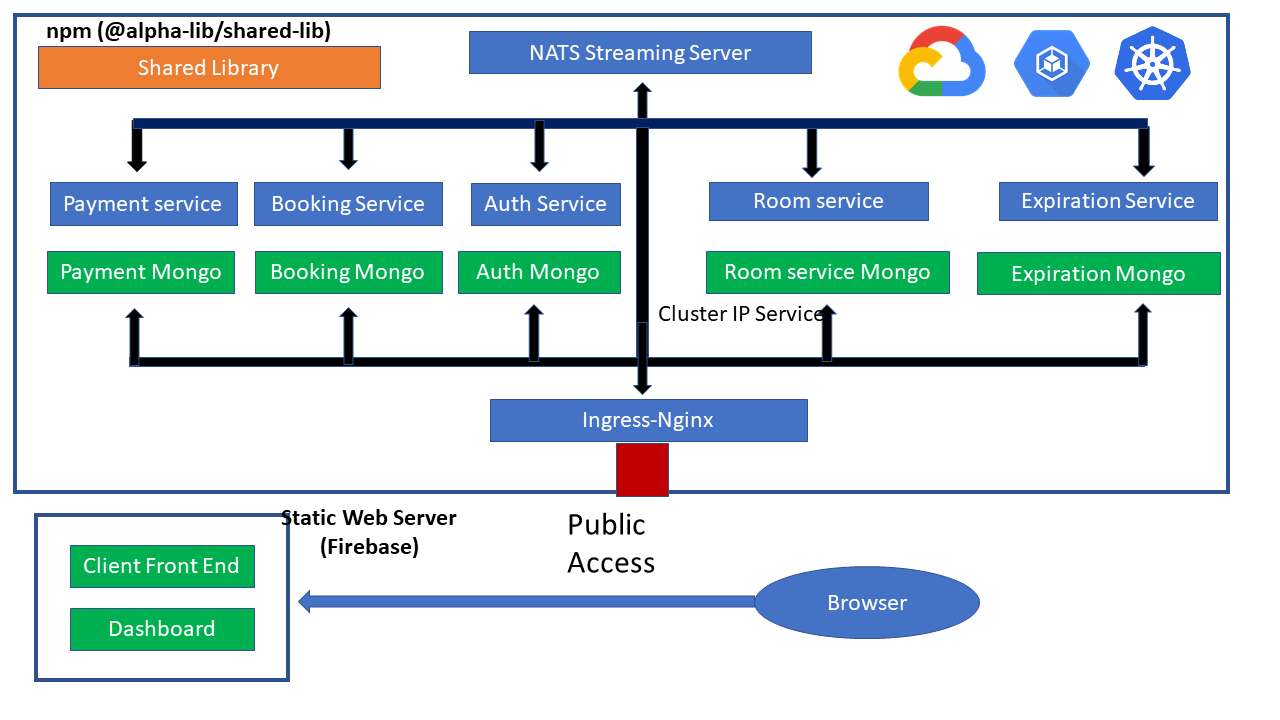 npm (@alpha-lib/shared-lib)
Shared Library
NATS Streaming Server
Payment service
Booking Service
Auth Service
Room service
Expiration Service
Payment Mongo
Booking Mongo
Auth Mongo
Room service Mongo
Expiration Mongo
Cluster IP Service
Ingress-Nginx
Static Web Server
(Firebase)
Public
Access
Client Front End
Dashboard
Browser